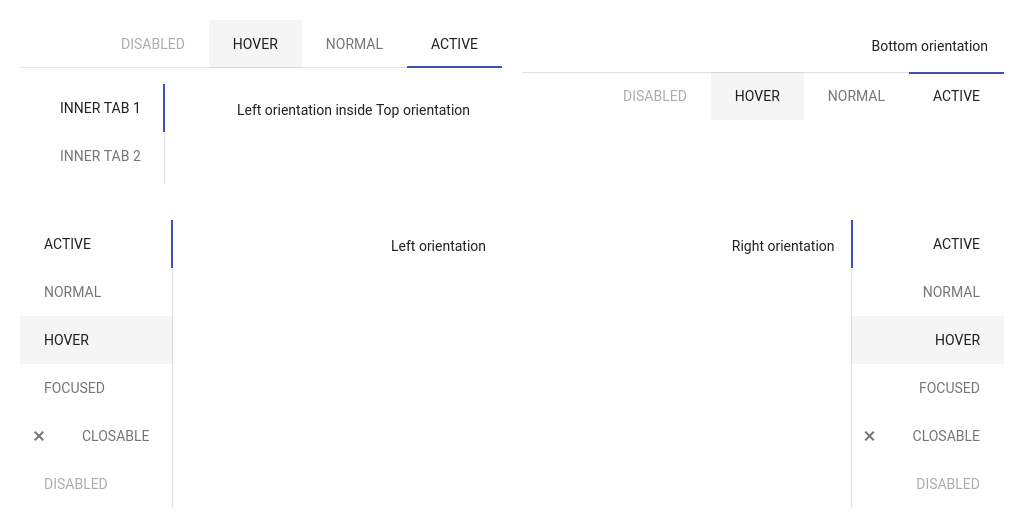 DISABLED HOVER NORMAL ACTIVE
INNER TAB 1
Left orientation inside Top orientation
INNER TAB 2
Bottom orientation
DISABLED HOVER NORMAL ACTIVE
ACTIVE
NORMAL
HOVER
FOCUSED
CLOSABLE
DISABLED
Left orientation
Right orientation
ACTIVE
NORMAL
HOVER
FOCUSED
CLOSABLE
DISABLED